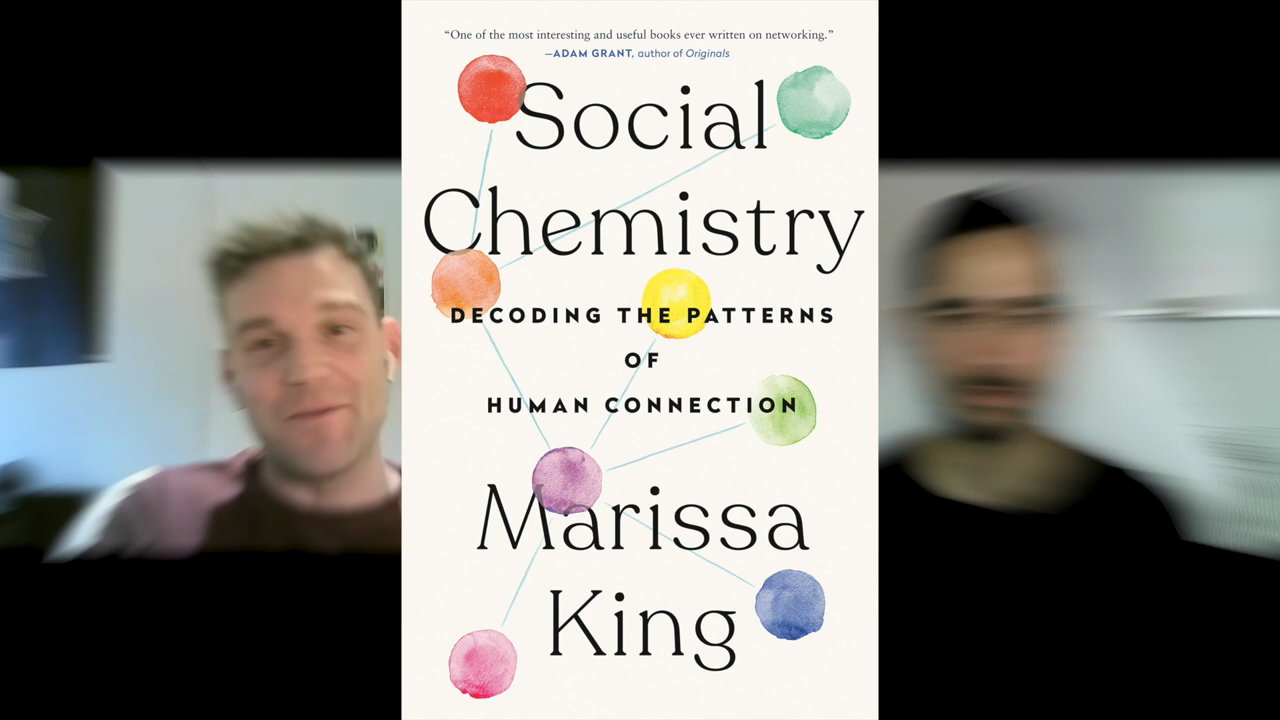 “One of the most interesting and useful books ever written on networking.”
—ADAM GRANT, author of Originals
Social
Chemistry
DECODING THE PATTERNS
OF
HUMAN CONNECTION
Marissa
King